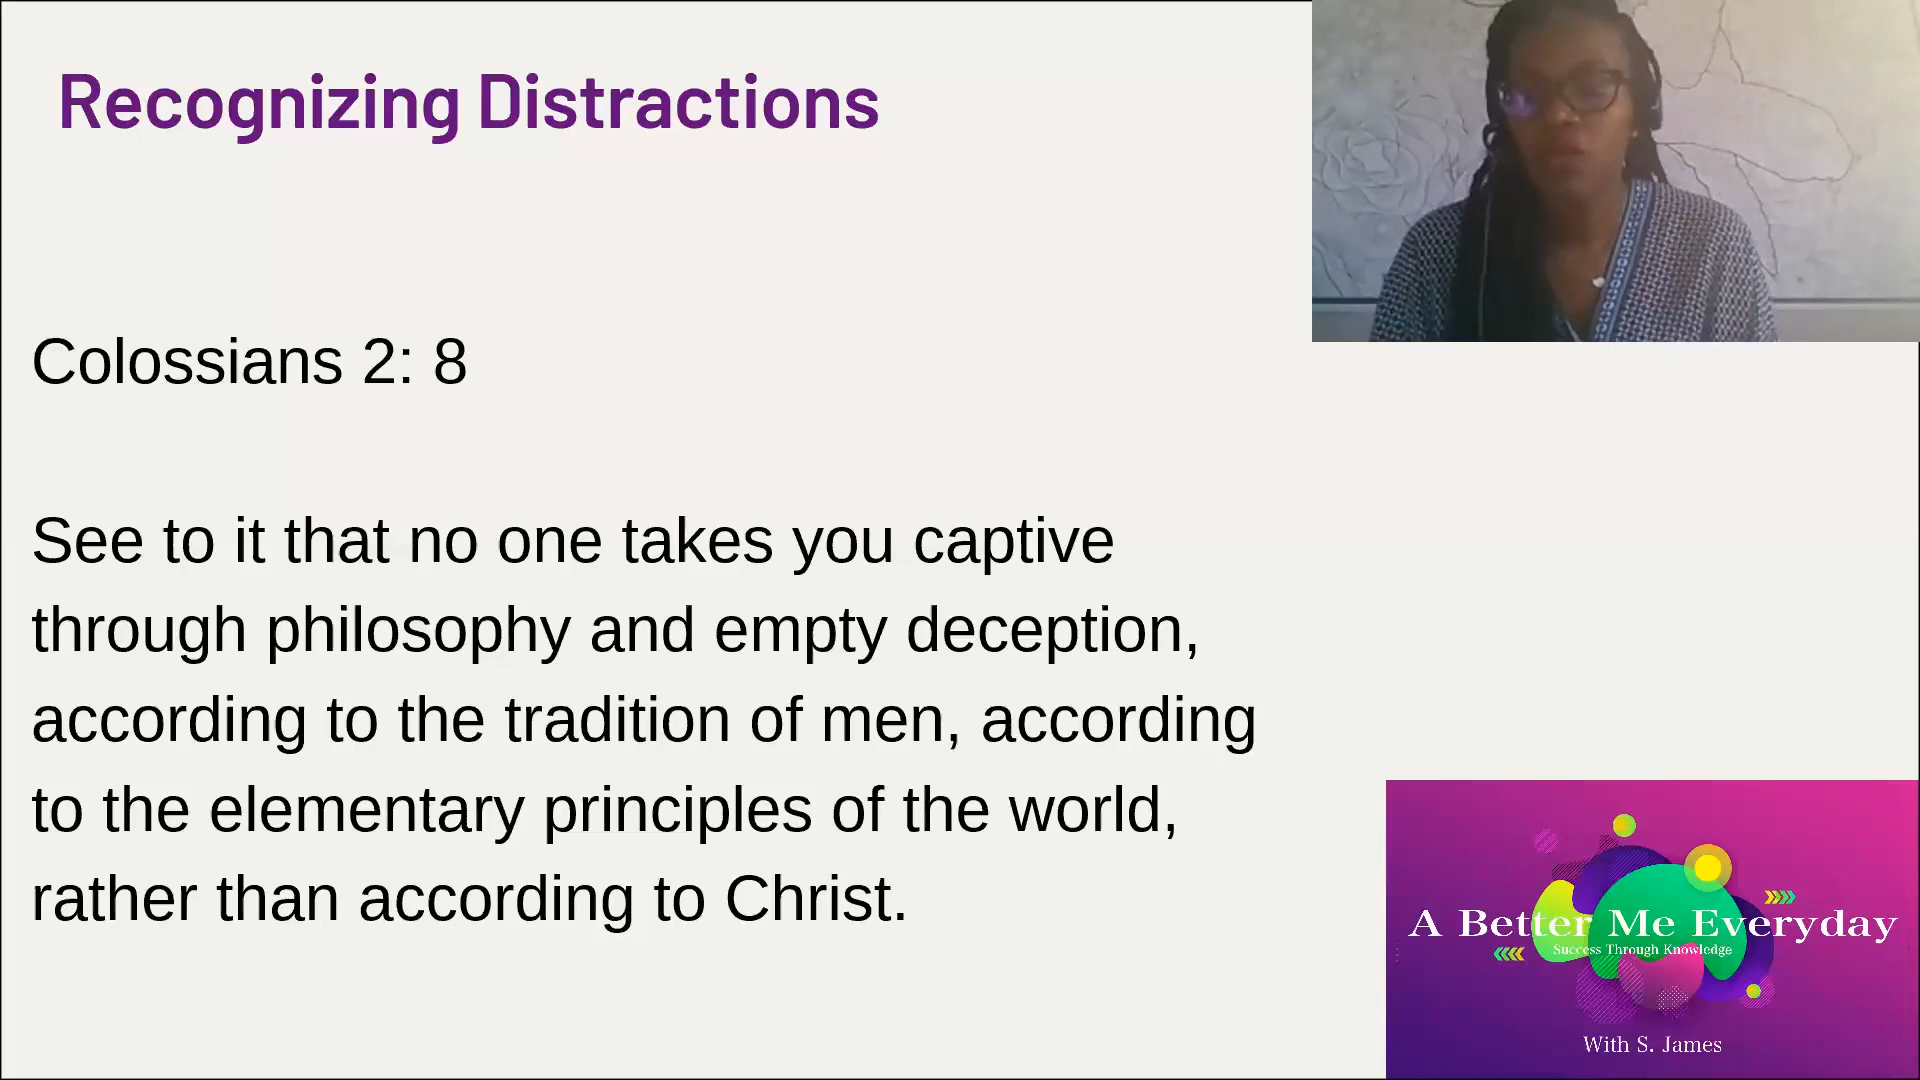 Recognizing Distractions
Colossians 2: 8
See to it that no one takes you captive
through philosophy and empty deception,
according to the tradition of men, according
to the elementary principles of the world,
rather than according to Christ.
A Better Me Everyday
Success Through Knowledge
With S. James